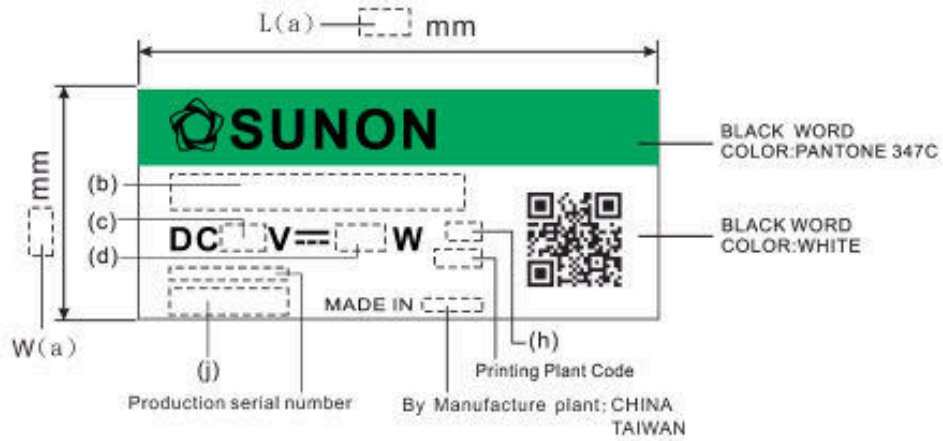 L(a) mm
SUNON
BLACK WORD
COLOR:PANTONE 347C
mm
(b)
(c)
DC V W
(d)
BLACK WORD
COLOR:WHITE
MADE IN
W(a)
(j)
(h)
Printing Plant Code
Production serial number
By Manufacture plant; CHINA
TAIWAN